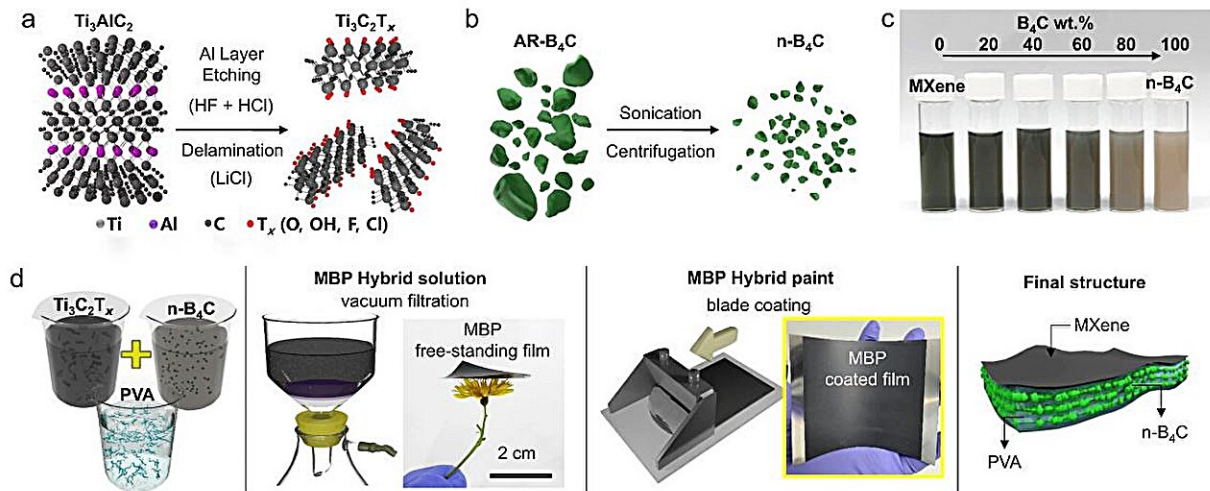 a
Ti₃AlC₂
Ti₃C₂Tₓ
Al Layer
Etching
(HF + HCl)
Delamination
(LiCl)
Ti Al C Tₓ (O, OH, F, Cl)
b
AR-B₄C
n-B₄C
Sonication
Centrifugation
c
B₄C wt.%
0 20 40 60 80 100
MXene
n-B₄C
d
Ti₃C₂Tₓ
n-B₄C
PVA
MBP Hybrid solution
vacuum filtration
MBP
free-standing film
2 cm
MBP Hybrid paint
blade coating
MBP
coated film
Final structure
MXene
n-B₄C
PVA